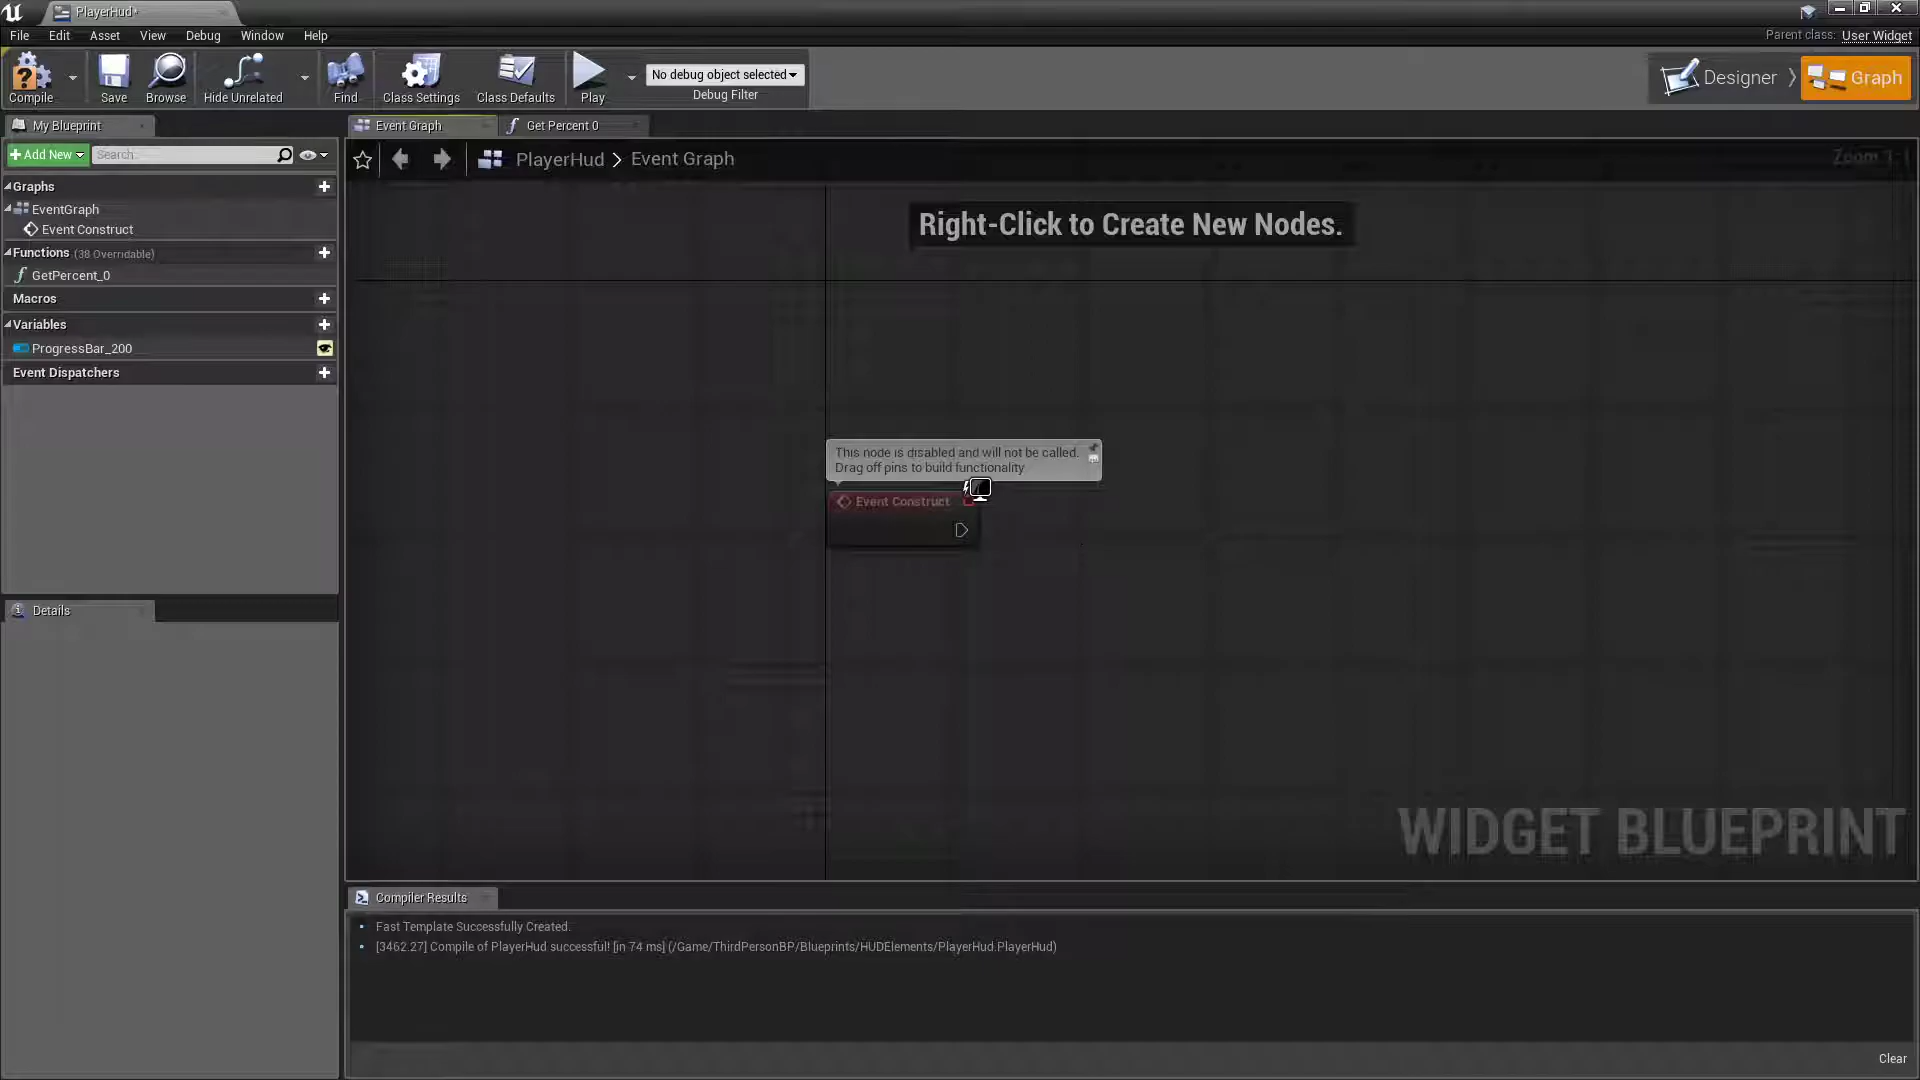 PlayerHud*
File Edit Asset View Debug Window Help
Parent class: User Widget
Compile Save Browse Hide Unrelated Find Class Settings Class Defaults Play
No debug object selected
Debug Filter
Designer Graph
My Blueprint
Event Graph Get Percent 0
Add New Search
PlayerHud > Event Graph
Zoom 1:1
Graphs
EventGraph
Event Construct
Functions (38 Overridable)
GetPercent_0
Macros
Variables
ProgressBar_200
Event Dispatchers
Right-Click to Create New Nodes.
This node is disabled and will not be called.
Drag off pins to build functionality
Event Construct
Details
WIDGET BLUEPRINT
Compiler Results
Fast Template Successfully Created.
[3462.27] Compile of PlayerHud successful! [in 74 ms] (/Game/ThirdPersonBP/Blueprints/HUDElements/PlayerHud.PlayerHud)
Clear